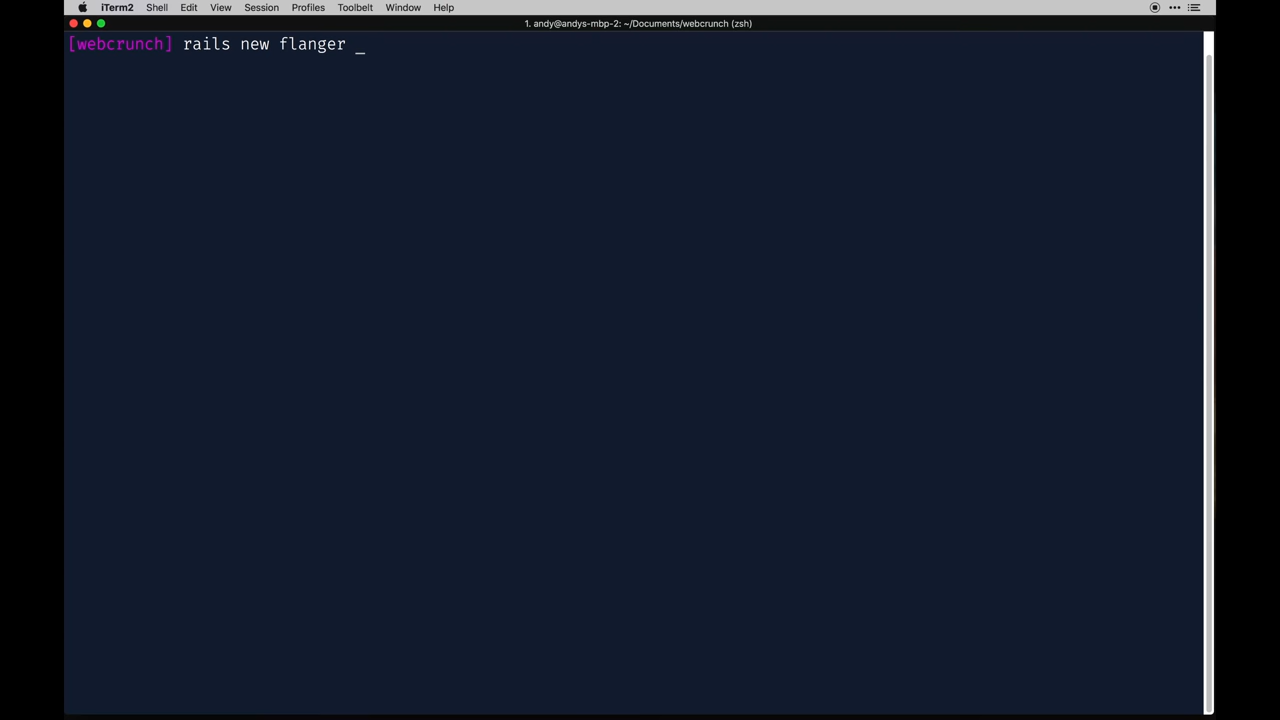 iTerm2 Shell Edit View Session Profiles Toolbelt Window Help
1. andy@andys-mbp-2: ~/Documents/webcrunch (zsh)
[webcrunch] rails new flanger _